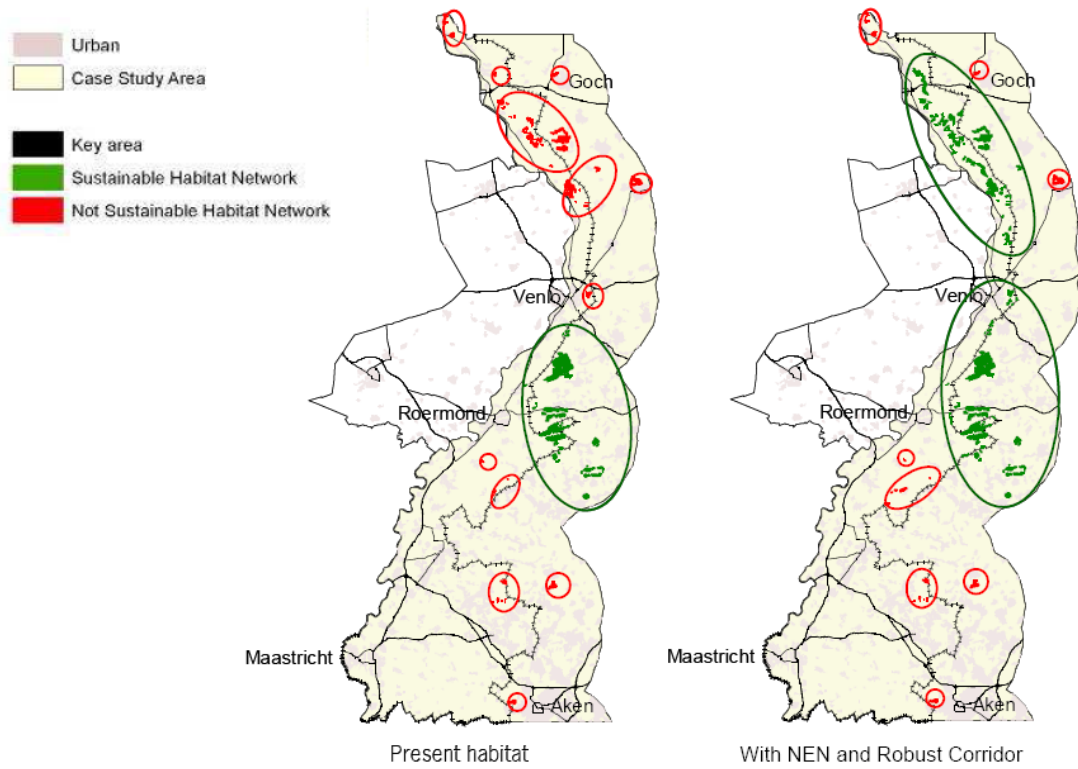 Urban
Case Study Area
Key area
Sustainable Habitat Network
Not Sustainable Habitat Network
Goch
Venlo
Roermond
Maastricht
Aken
Present habitat
Goch
Venlo
Roermond
Maastricht
Aken
With NEN and Robust Corridor